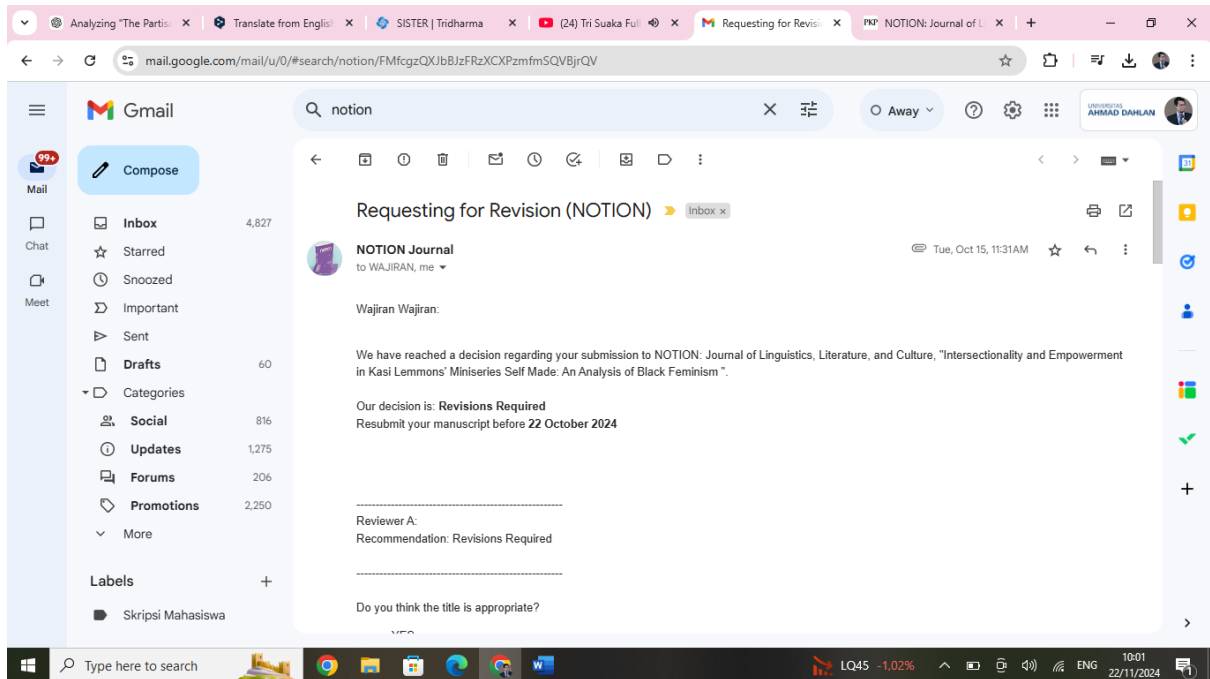 Analyzing "The Partis
Translate from English
SISTER | Tridharma
(24) Tri Suaka Full
Requesting for Revisi
PKP NOTION: Journal of L
mail.google.com/mail/u/0/#search/notion/FMfcgzQXJbBJzFRzXCXPzmfmSQVBjrQV
Gmail
notion
Away
UNIVERSITAS
AHMAD DAHLAN
99+
Mail
Chat
Meet
Compose
Inbox 4,827
Starred
Snoozed
Important
Sent
Drafts 60
Categories
Social 816
Updates 1,275
Forums 206
Promotions 2,250
More
Labels
Skripsi Mahasiswa
31
Requesting for Revision (NOTION)
Inbox x
NOTION Journal
Tue, Oct 15, 11:31AM
to WAJIRAN, me
Wajiran Wajiran:
We have reached a decision regarding your submission to NOTION: Journal of Linguistics, Literature, and Culture, "Intersectionality and Empowerment
in Kasi Lemmons' Miniseries Self Made: An Analysis of Black Feminism ".
Our decision is: Revisions Required
Resubmit your manuscript before 22 October 2024
------------------------------------------------------
Reviewer A:
Recommendation: Revisions Required
------------------------------------------------------
Do you think the title is appropriate?
YES
Type here to search
LQ45 -1,02%
ENG
10:01
22/11/2024
1